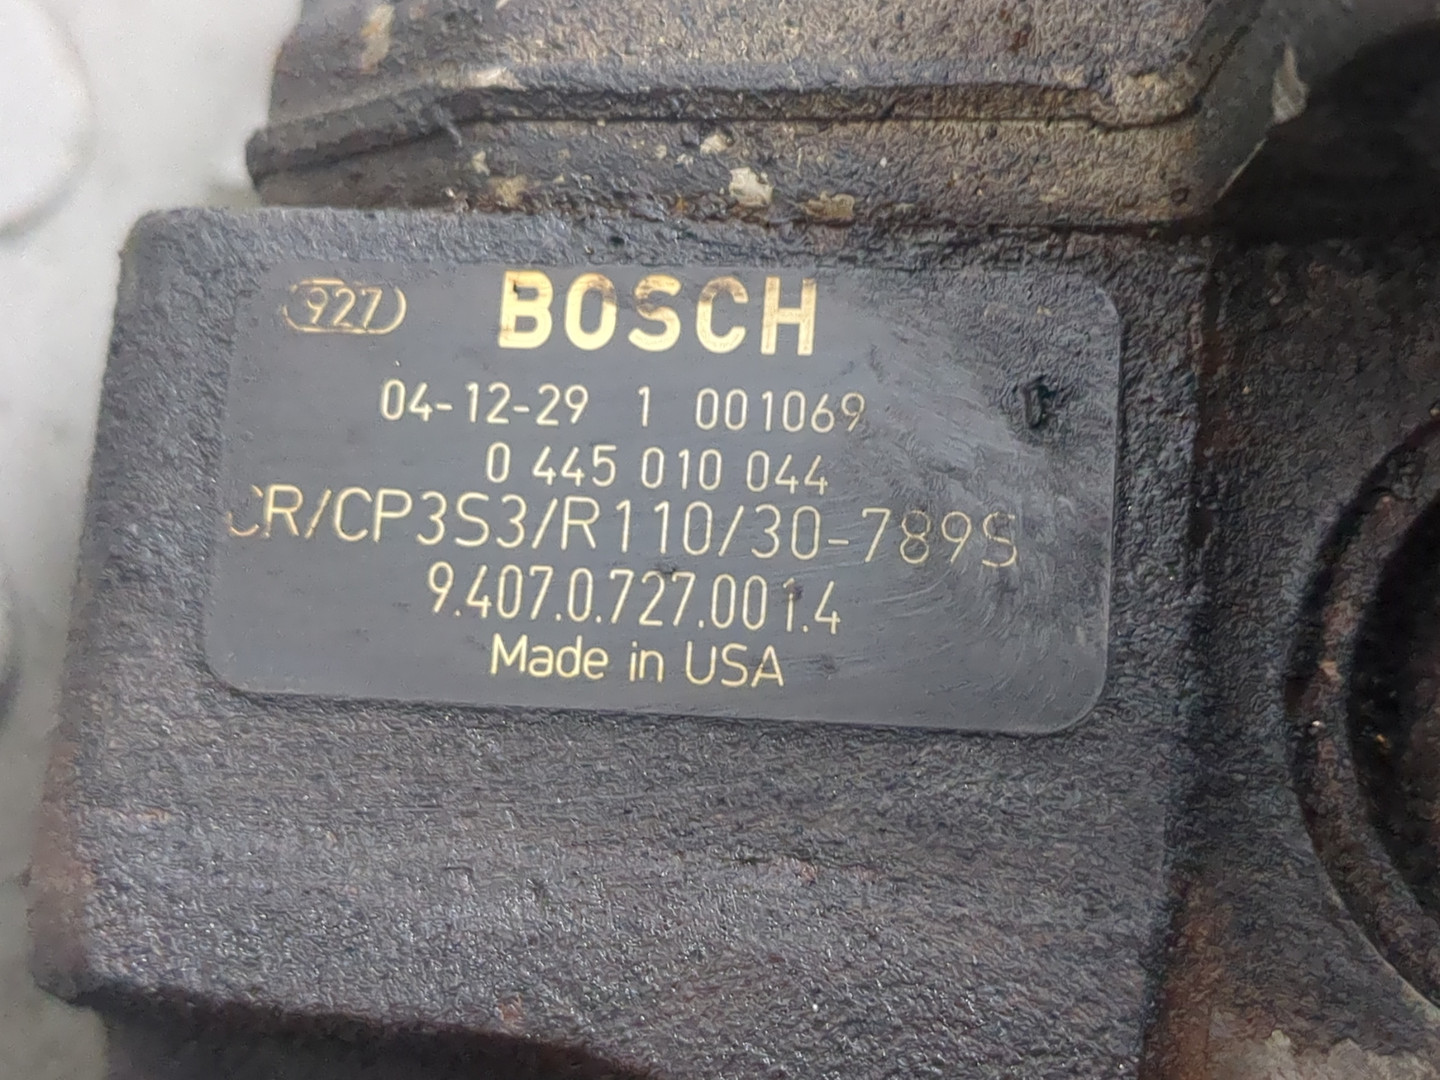 927 BOSCH
04-12-29 1 001069
0 445 010 044
CR/CP3S3/R110/30-789S
9.407.0.727.001.4
Made in USA